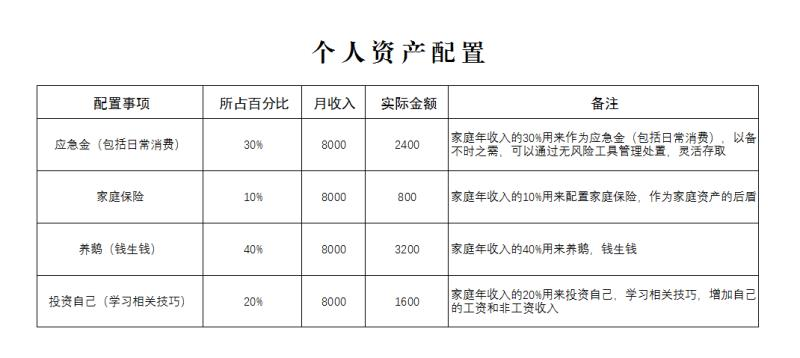 个人资产配置
配置事项 所占百分比 月收入 实际金额 备注
应急金（包括日常消费） 30% 8000 2400 家庭年收入的30%用来作为应急金（包括日常消费），以备
不时之需，可以通过无风险工具管理处置，灵活存取
家庭保险 10% 8000 800 家庭年收入的10%用来配置家庭保险，作为家庭资产的后盾
养鹅（钱生钱） 40% 8000 3200 家庭年收入的40%用来养鹅，钱生钱
投资自己（学习相关技巧） 20% 8000 1600 家庭年收入的20%用来投资自己，学习相关技巧，增加自己
的工资和非工资收入